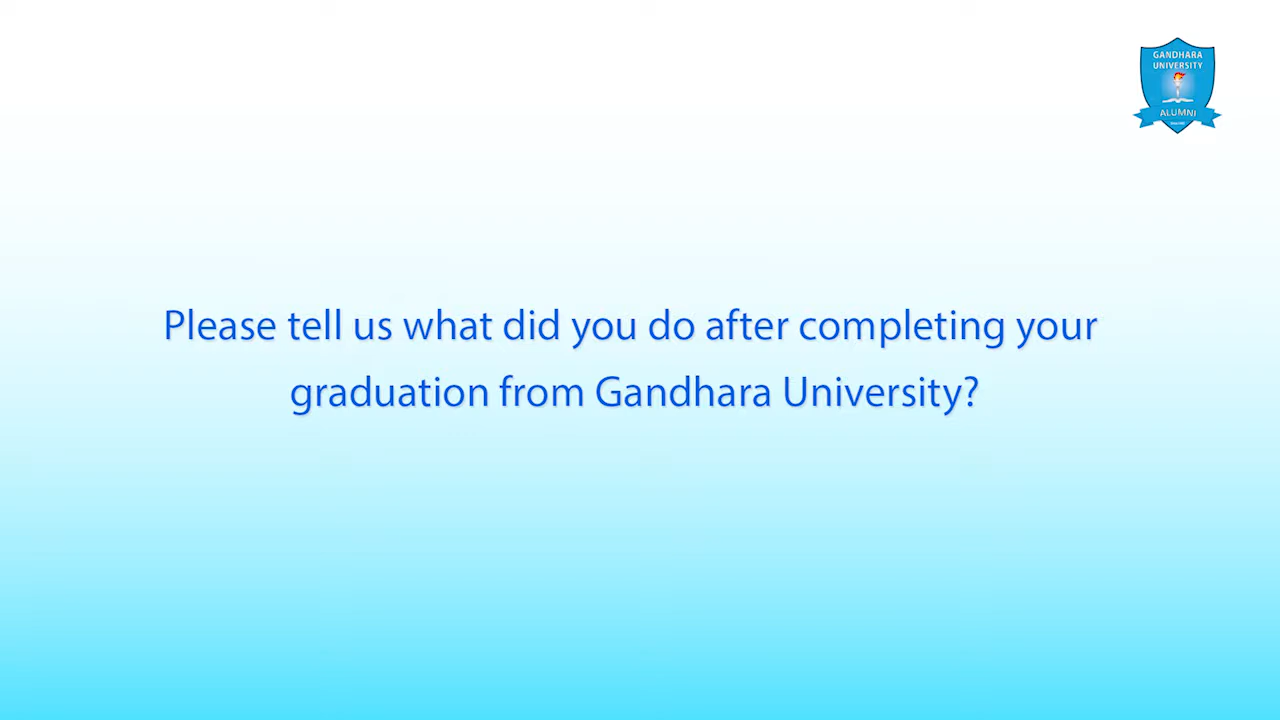 GANDHARA
UNIVERSITY
ALUMNI
Please tell us what did you do after completing your
graduation from Gandhara University?